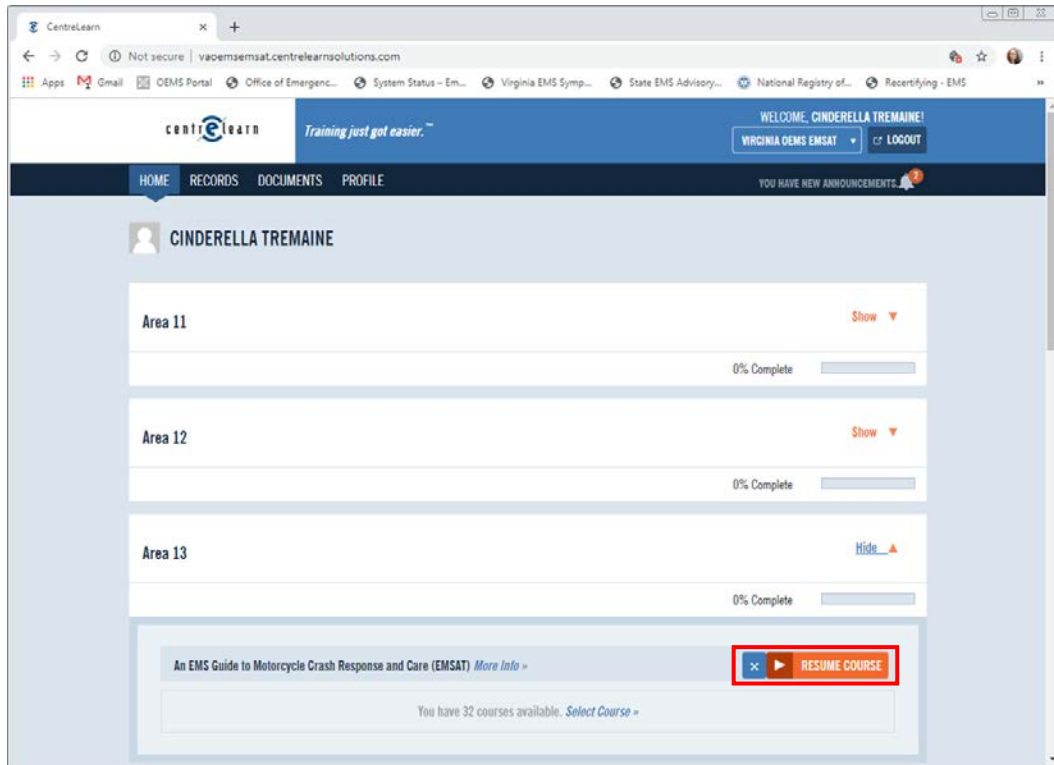 CentreLearn
Not secure | vaoemsemsat.centrelearnsolutions.com
Apps Gmail OEMS Portal Office of Emergenc... System Status – Em... Virginia EMS Symp... State EMS Advisory... National Registry of... Recertifying - EMS
centrelearn Training just got easier.™
WELCOME, CINDERELLA TREMAINE!
VIRGINIA OEMS EMSAT LOGOUT
HOME RECORDS DOCUMENTS PROFILE YOU HAVE NEW ANNOUNCEMENTS 2
CINDERELLA TREMAINE
Area 11 Show
0% Complete
Area 12 Show
0% Complete
Area 13 Hide
0% Complete
An EMS Guide to Motorcycle Crash Response and Care (EMSAT) More Info » RESUME COURSE
You have 32 courses available. Select Course »